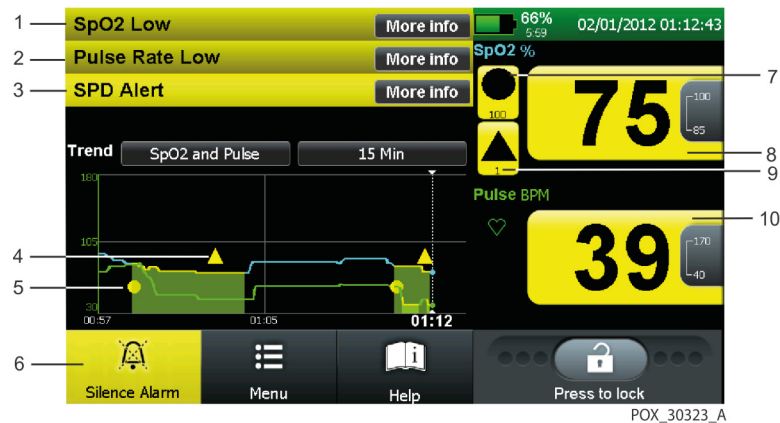 1 SpO2 Low More info
2 Pulse Rate Low More info
3 SPD Alert More info
66%
5:59
02/01/2012 01:12:43
SpO2 %
100
75
100
85
7
8
1
9
Trend SpO2 and Pulse 15 Min
180
105
30
4
5
00:57 01:05 01:12
Pulse BPM
39
170
40
10
6
Silence Alarm Menu Help Press to lock
POX_30323_A